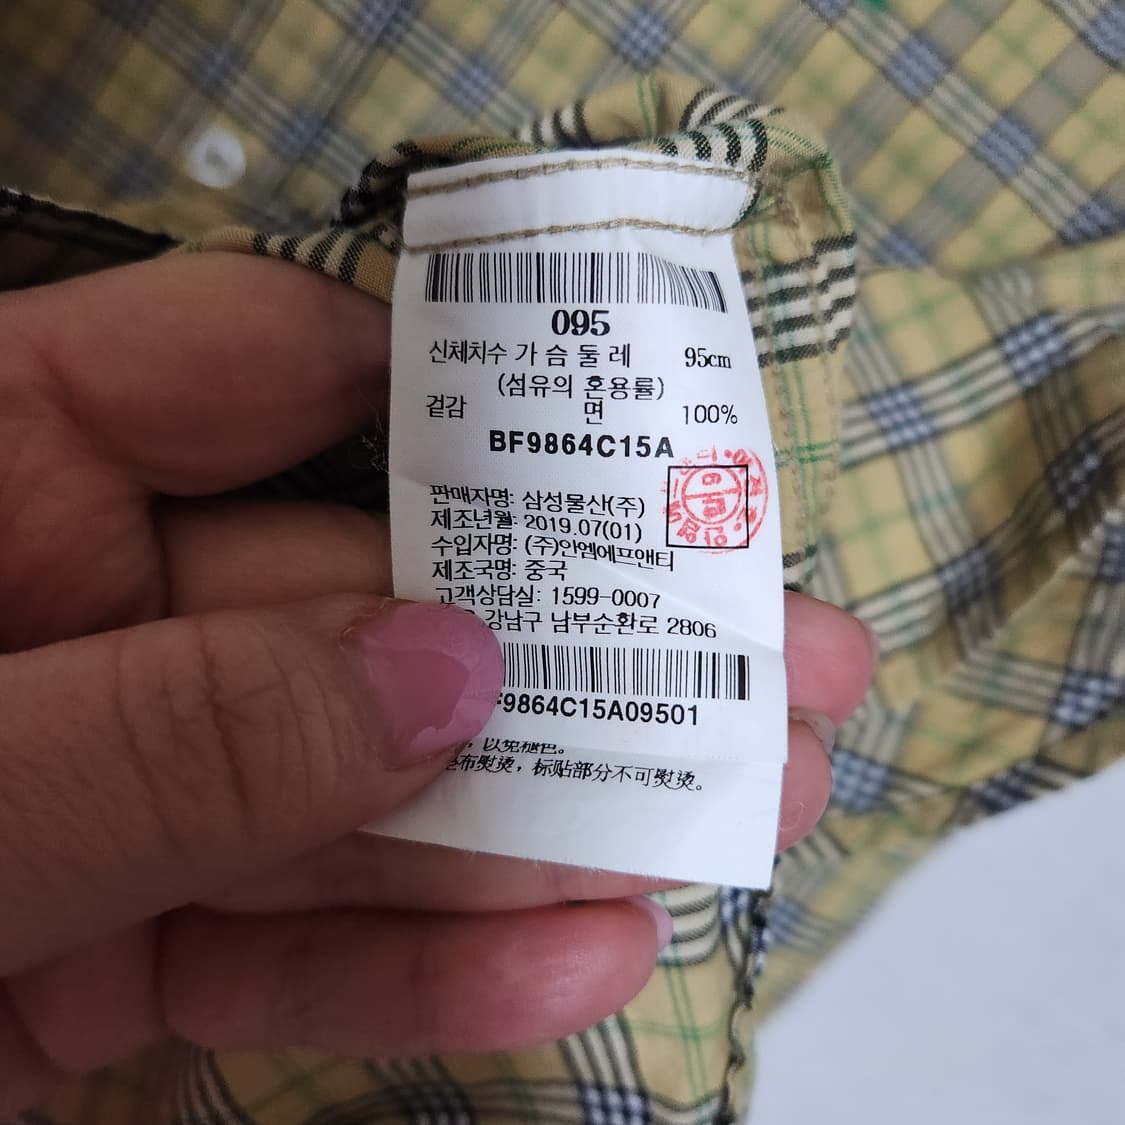 095
신체치수 가 슴 둘 레 95cm
(섬유의 혼용률)
겉감 면 100%
BF9864C15A
판매자명: 삼성물산(주)
제조년월: 2019.07(01)
수입자명: (주)안엠에프앤티
제조국명: 중국
고객상담실: 1599-0007
강남구 남부순환로 2806
F9864C15A09501
，以免褪色。
布熨烫，标贴部分不可熨烫。